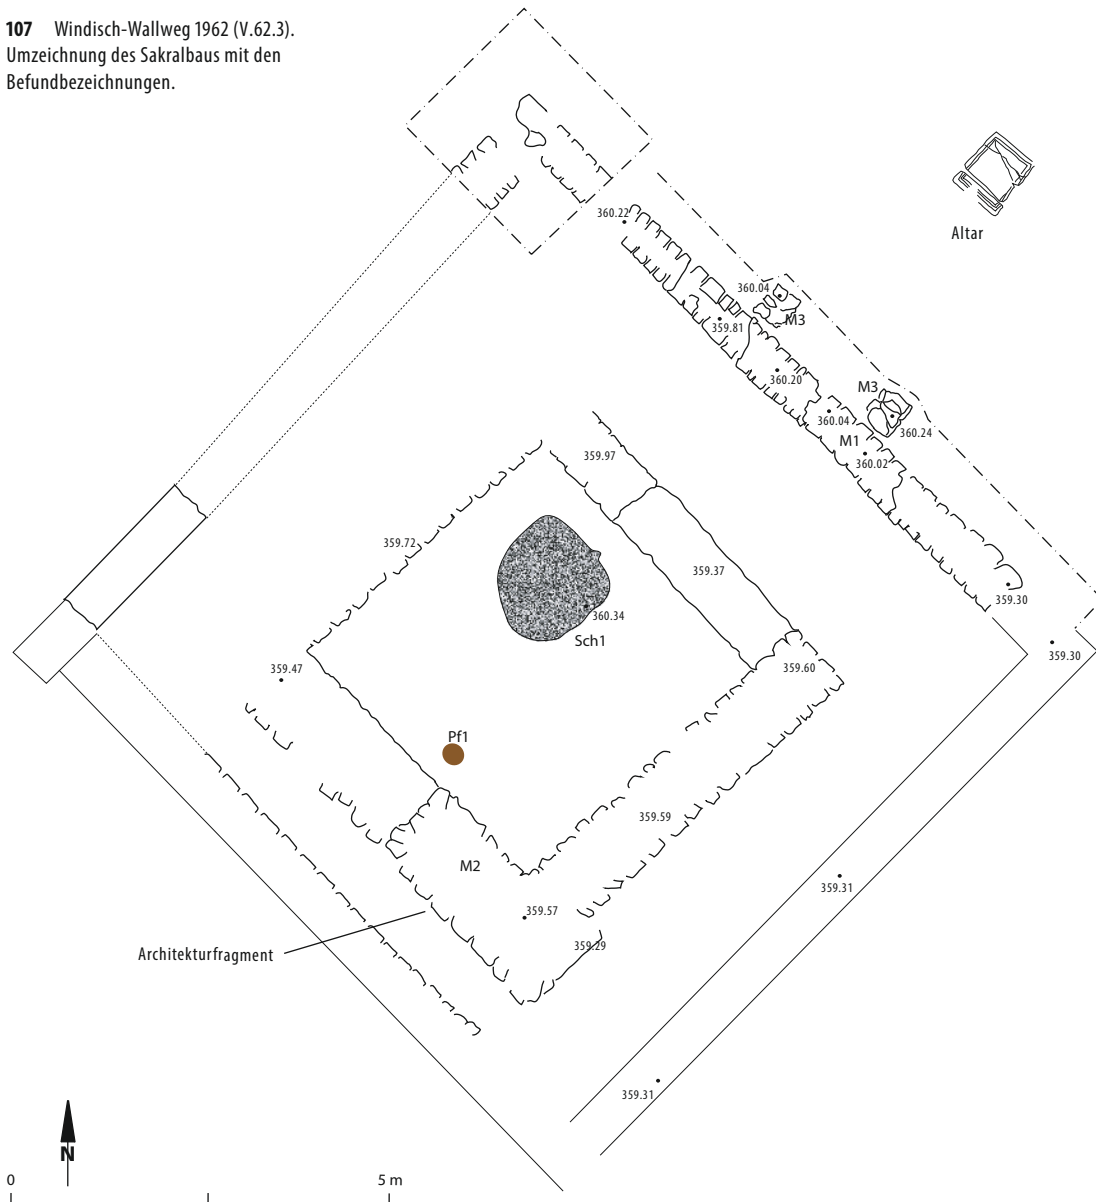 107 Windisch-Wallweg 1962 (V.62.3).
Umzeichnung des Sakralbaus mit den
Befundbezeichnungen.
Altar
360.22
360.04
M3
359.81
360.20
M3
360.04
360.24
M1
360.02
359.97
359.72
359.37
359.30
360.34
Sch1
359.30
359.60
359.47
Pf1
359.59
M2
359.31
359.57
359.29
Architekturfragment
359.31
N
0 5 m